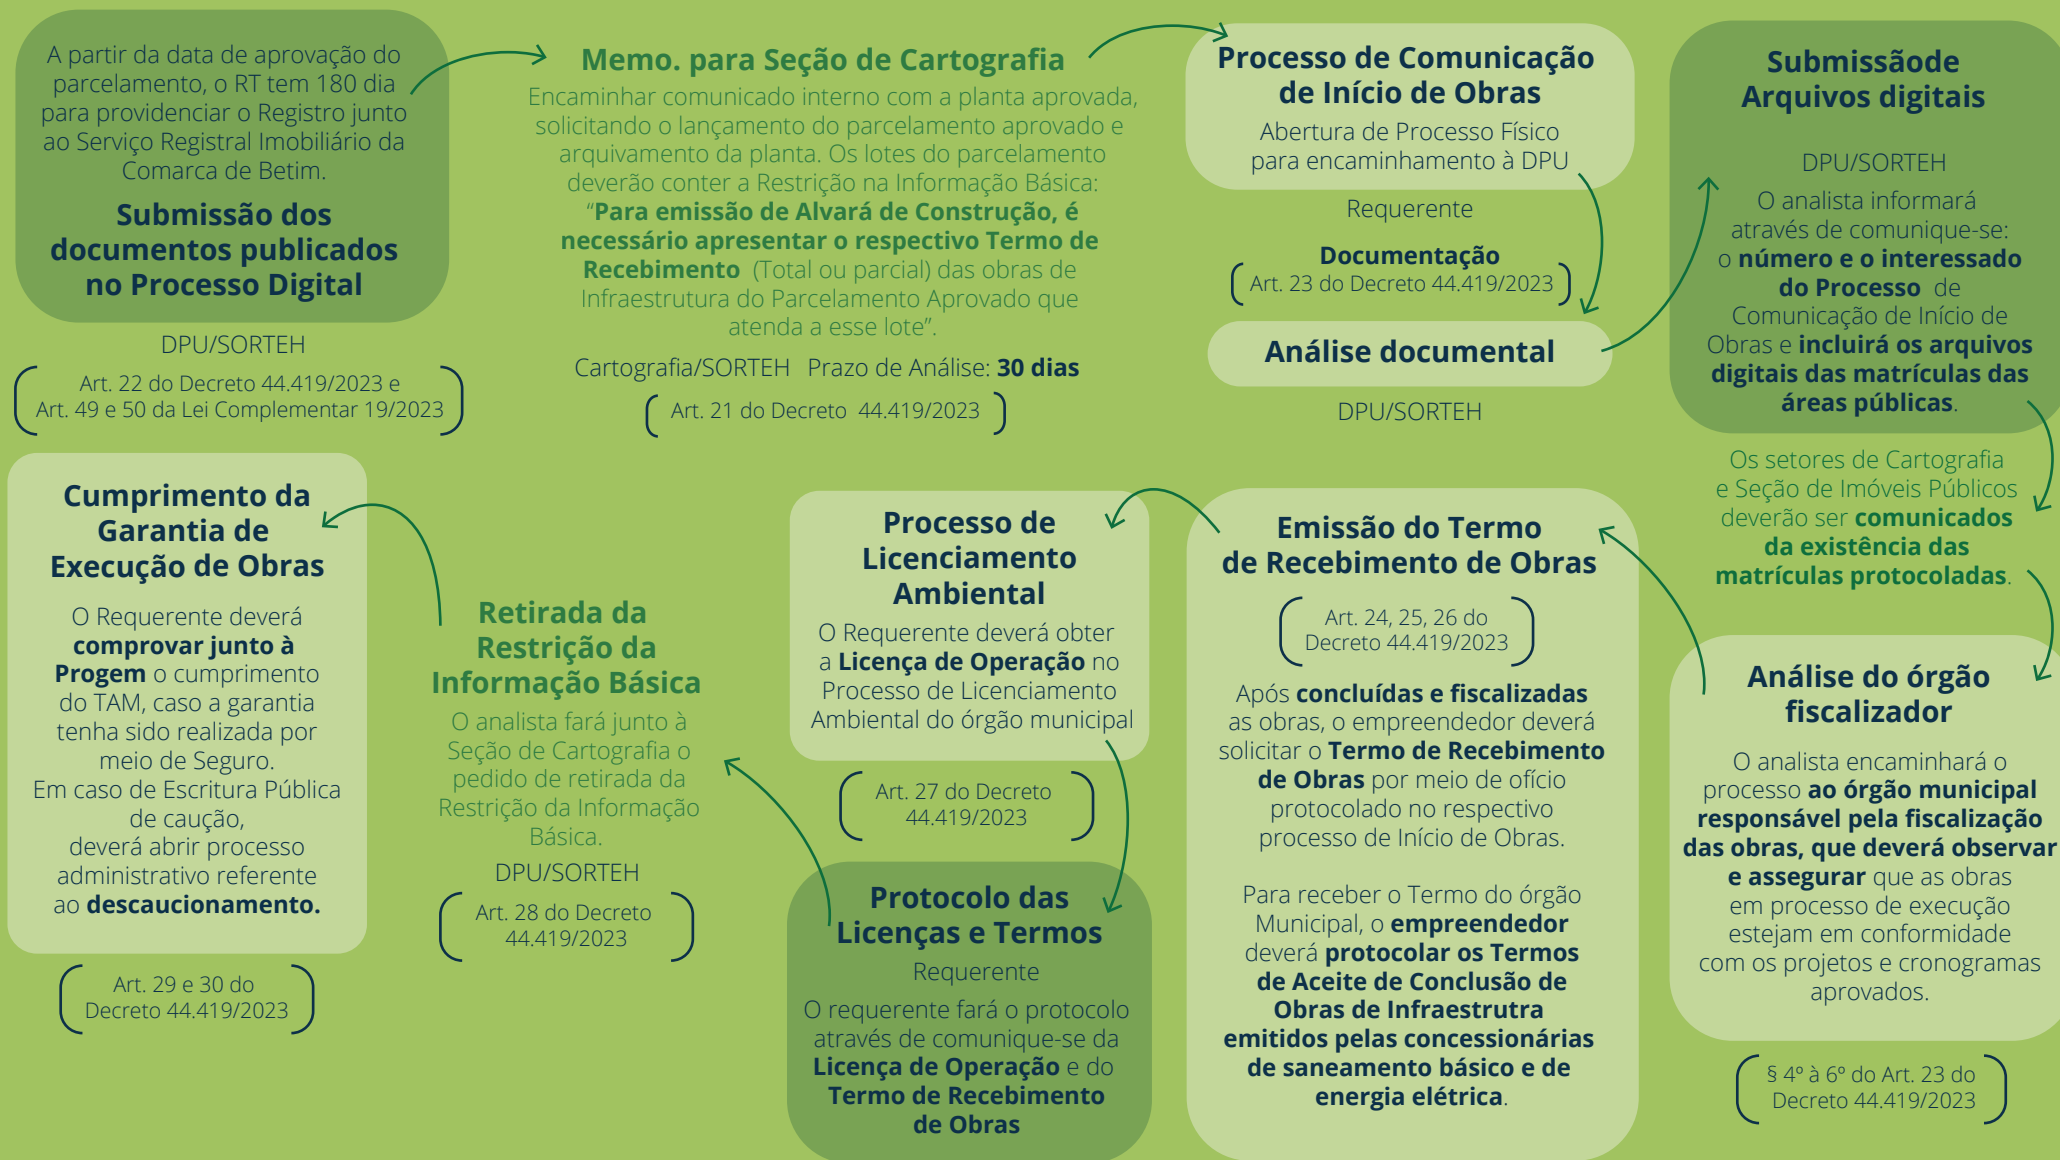 A partir da data de aprovação do
parcelamento, o RT tem 180 dia
para providenciar o Registro junto
ao Serviço Registral Imobiliário da
Comarca de Betim.
Submissão dos
documentos publicados
no Processo Digital
DPU/SORTEH
Art. 22 do Decreto 44.419/2023 e
Art. 49 e 50 da Lei Complementar 19/2023
Memo. para Seção de Cartografia
Encaminhar comunicado interno com a planta aprovada,
solicitando o lançamento do parcelamento aprovado e
arquivamento da planta. Os lotes do parcelamento
deverão conter a Restrição na Informação Básica:
“Para emissão de Alvará de Construção, é
necessário apresentar o respectivo Termo de
Recebimento (Total ou parcial) das obras de
Infraestrutura do Parcelamento Aprovado que
atenda a esse lote”.
Cartografia/SORTEH Prazo de Análise: 30 dias
Art. 21 do Decreto 44.419/2023
Processo de Comunicação
de Início de Obras
Abertura de Processo Físico
para encaminhamento à DPU
Requerente
Documentação
Art. 23 do Decreto 44.419/2023
Análise documental
DPU/SORTEH
Submissãode
Arquivos digitais
DPU/SORTEH
O analista informará
através de comunique-se:
o número e o interessado
do Processo de
Comunicação de Início de
Obras e incluirá os arquivos
digitais das matrículas das
áreas públicas.
Os setores de Cartografia
e Seção de Imóveis Públicos
deverão ser comunicados
da existência das
matrículas protocoladas.
Análise do órgão
fiscalizador
O analista encaminhará o
processo ao órgão municipal
responsável pela fiscalização
das obras, que deverá observar
e assegurar que as obras
em processo de execução
estejam em conformidade
com os projetos e cronogramas
aprovados.
§ 4º à 6º do Art. 23 do
Decreto 44.419/2023
Emissão do Termo
de Recebimento de Obras
Art. 24, 25, 26 do
Decreto 44.419/2023
Após concluídas e fiscalizadas
as obras, o empreendedor deverá
solicitar o Termo de Recebimento
de Obras por meio de ofício
protocolado no respectivo
processo de Início de Obras.
Para receber o Termo do órgão
Municipal, o empreendedor
deverá protocolar os Termos
de Aceite de Conclusão de
Obras de Infraestrutra
emitidos pelas concessionárias
de saneamento básico e de
energia elétrica.
Processo de
Licenciamento
Ambiental
O Requerente deverá obter
a Licença de Operação no
Processo de Licenciamento
Ambiental do órgão municipal
Art. 27 do Decreto
44.419/2023
Protocolo das
Licenças e Termos
Requerente
O requerente fará o protocolo
através de comunique-se da
Licença de Operação e do
Termo de Recebimento
de Obras
Retirada da
Restrição da
Informação Básica
O analista fará junto à
Seção de Cartografia o
pedido de retirada da
Restrição da Informação
Básica.
DPU/SORTEH
Art. 28 do Decreto
44.419/2023
Cumprimento da
Garantia de
Execução de Obras
O Requerente deverá
comprovar junto à
Progem o cumprimento
do TAM, caso a garantia
tenha sido realizada por
meio de Seguro.
Em caso de Escritura Pública
de caução,
deverá abrir processo
administrativo referente
ao descaucionamento.
Art. 29 e 30 do
Decreto 44.419/2023